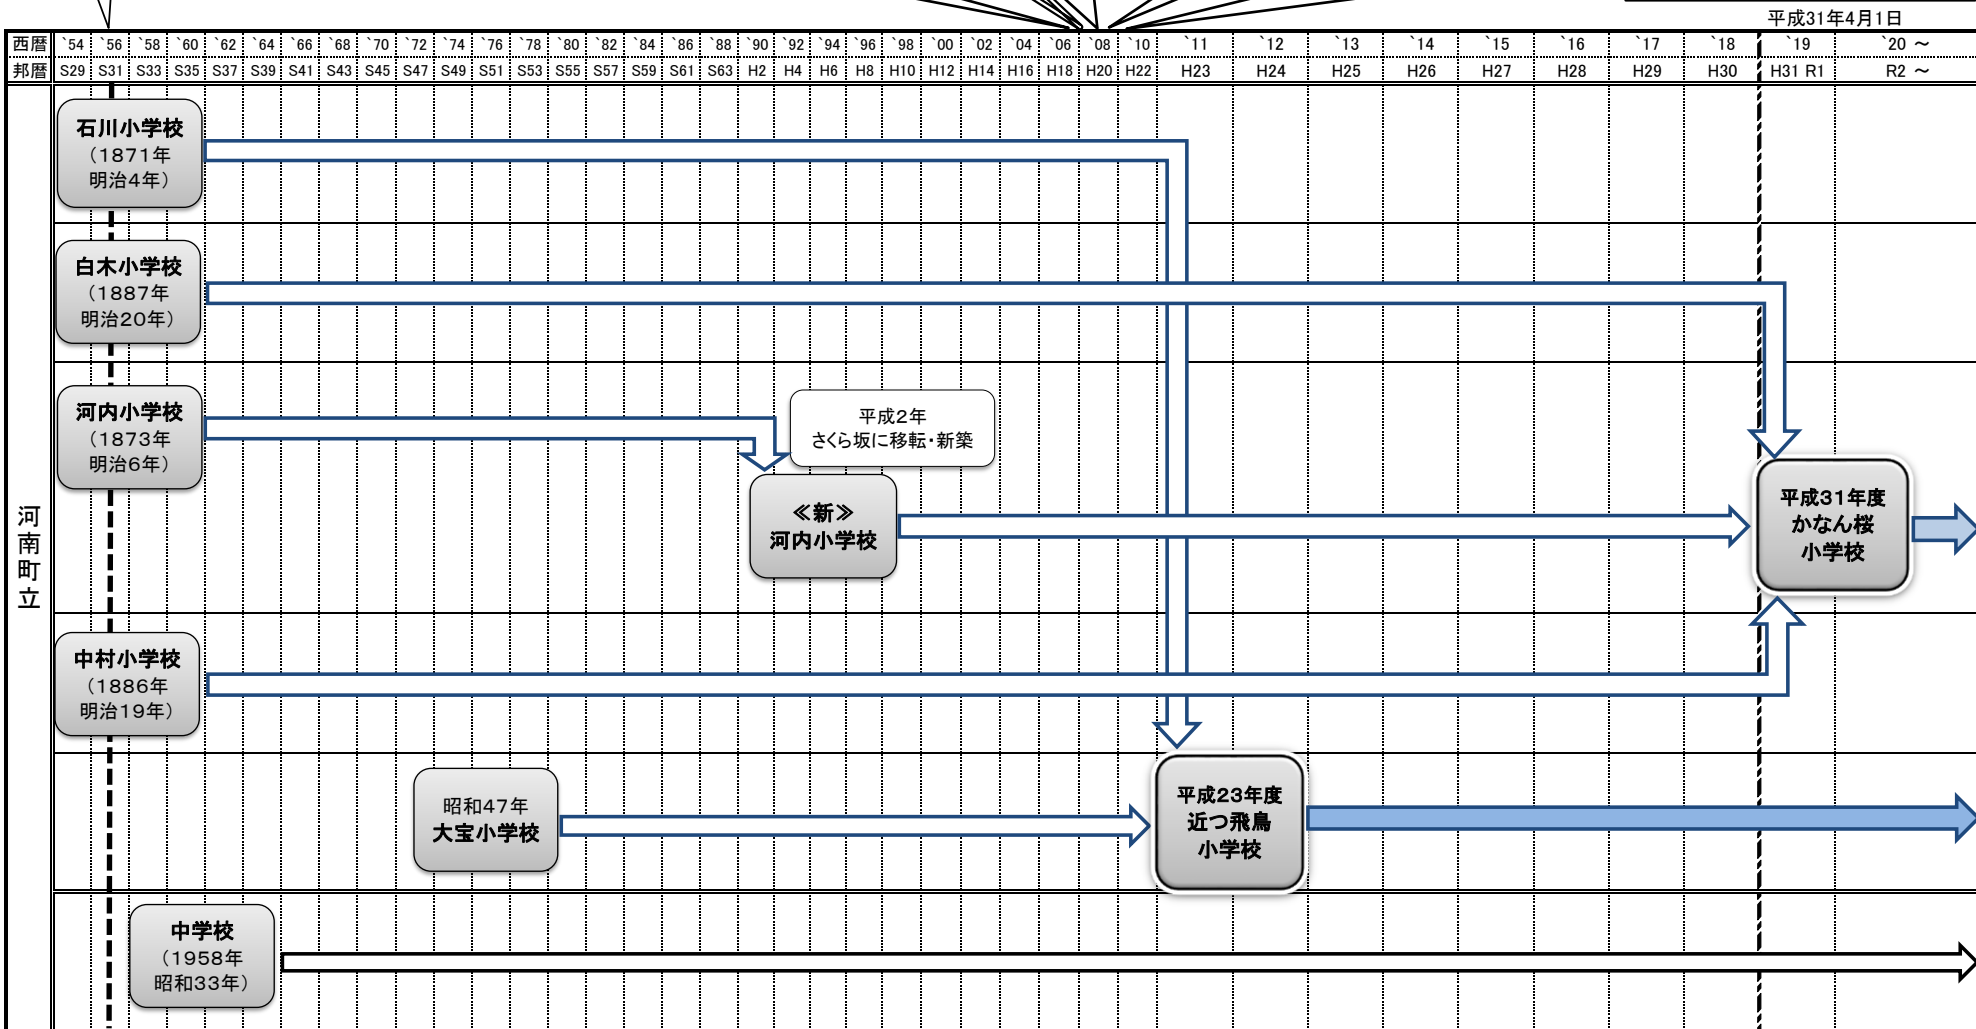 平成31年4月1日
西暦 `54 `56 `58 `60 `62 `64 `66 `68 `70 `72 `74 `76 `78 `80 `82 `84 `86 `88 `90 `92 `94 `96 `98 `00 `02 `04 `06 `08 `10 `11 `12 `13 `14 `15 `16 `17 `18 `19 `20 ～
邦暦 S29 S31 S33 S35 S37 S39 S41 S43 S45 S47 S49 S51 S53 S55 S57 S59 S61 S63 H2 H4 H6 H8 H10 H12 H14 H16 H18 H20 H22 H23 H24 H25 H26 H27 H28 H29 H30 H31 R1 R2 ～
河南町立
石川小学校
（1871年
明治4年）
白木小学校
（1887年
明治20年）
河内小学校
（1873年
明治6年）
平成2年
さくら坂に移転・新築
≪新≫
河内小学校
平成31年度
かなん桜
小学校
中村小学校
（1886年
明治19年）
昭和47年
大宝小学校
平成23年度
近つ飛鳥
小学校
中学校
（1958年
昭和33年）